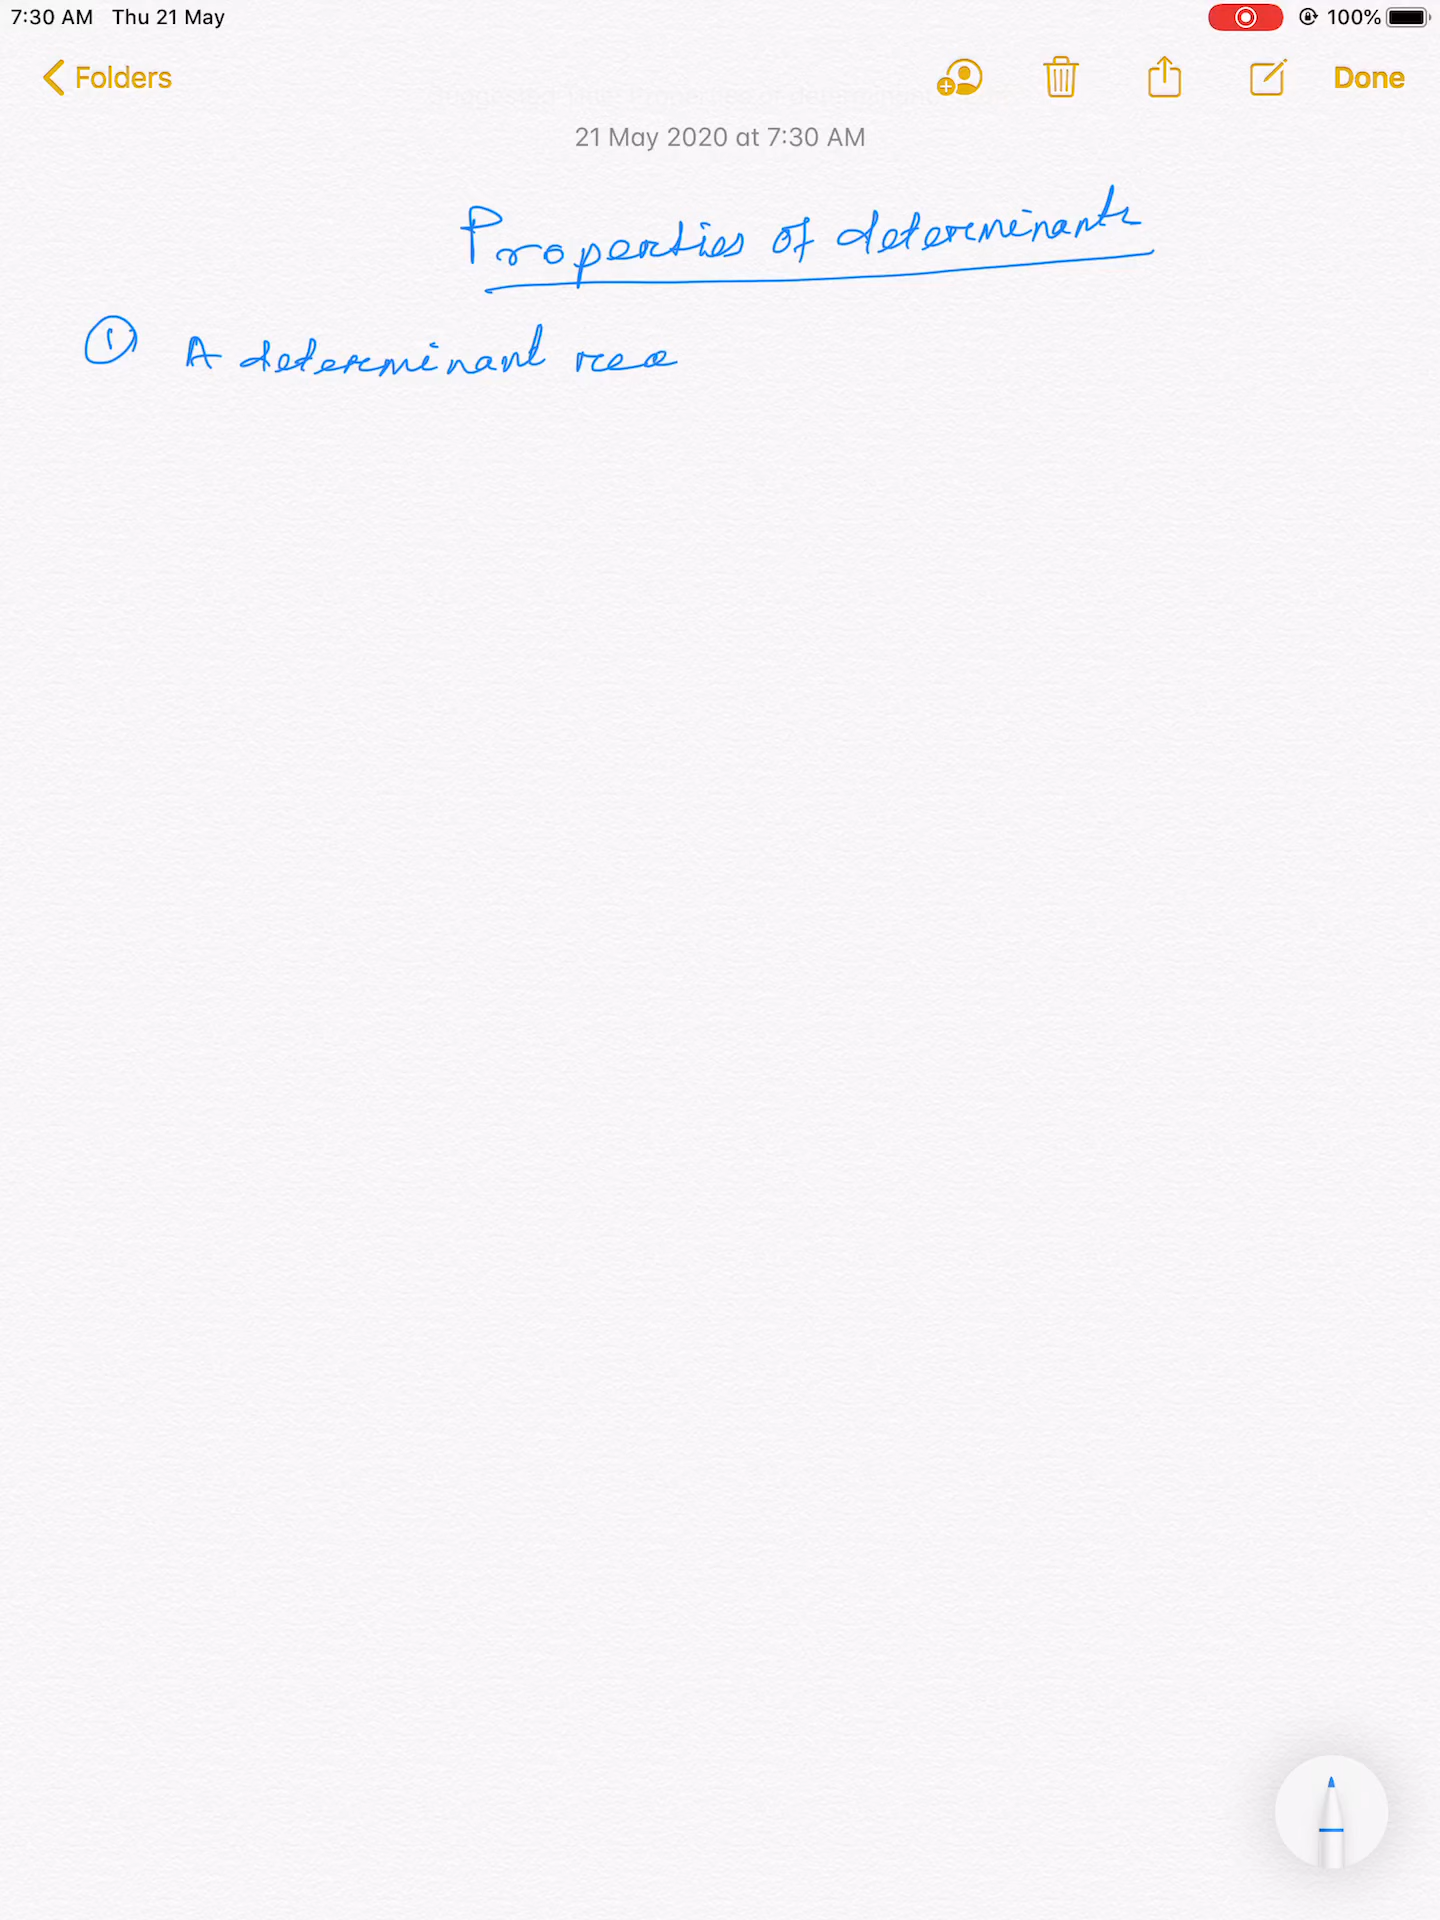 7:30 AM Thu 21 May 100%
Folders Done
21 May 2020 at 7:30 AM
Properties of determinants
① A determinant